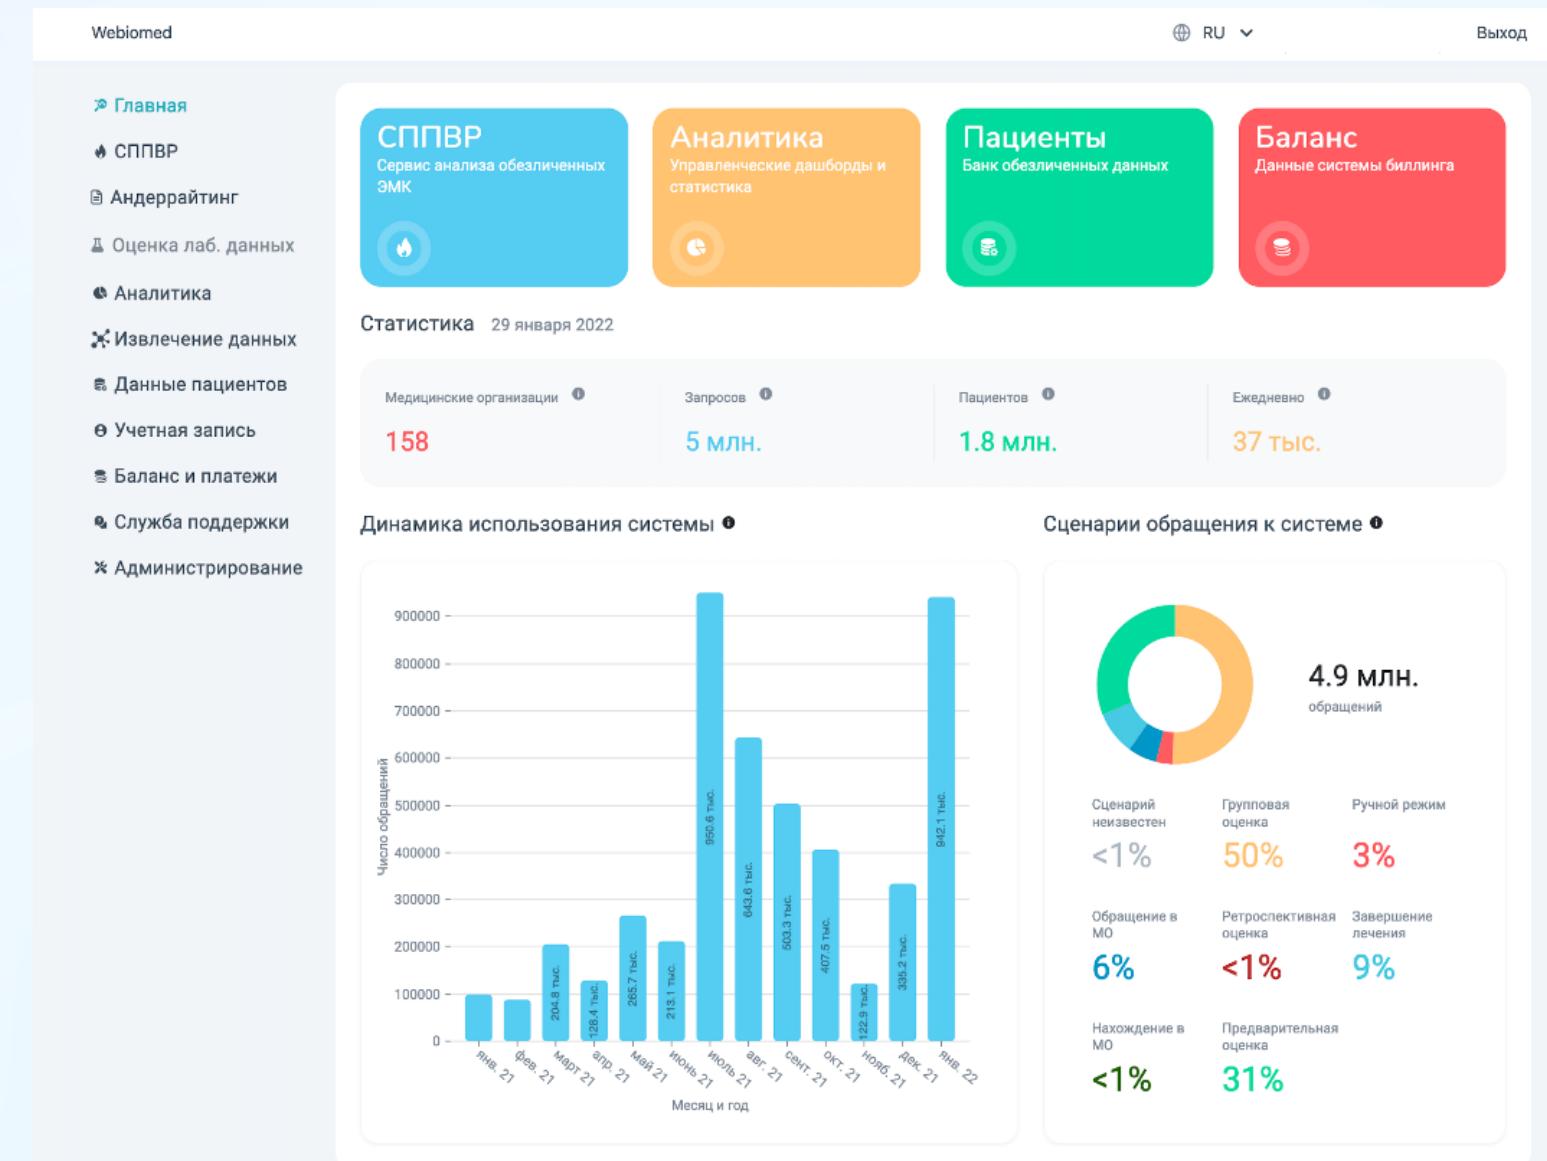 Webiomed
RU
Выход
Главная
СППВР
Андеррайтинг
Оценка лаб. данных
Аналитика
Извлечение данных
Данные пациентов
Учетная запись
Баланс и платежи
Служба поддержки
Администрирование
СППВР
Сервис анализа обезличенных
ЭМК
Аналитика
Управленческие дашборды и
статистика
Пациенты
Банк обезличенных данных
Баланс
Данные системы биллинга
Статистика 29 января 2022
Медицинские организации
158
Запросов
5 млн.
Пациентов
1.8 млн.
Ежедневно
37 тыс.
Динамика использования системы
Число обращений
900000
800000
700000
600000
500000
400000
300000
200000
100000
0
204.8 тыс.
128.4 тыс.
265.7 тыс.
213.1 тыс.
950.6 тыс.
643.6 тыс.
503.3 тыс.
407.5 тыс.
122.9 тыс.
335.2 тыс.
942.1 тыс.
янв. 21
фев. 21
март 21
апр. 21
май 21
июнь 21
июль 21
авг. 21
сент. 21
окт. 21
нояб. 21
дек. 21
янв. 22
Месяц и год
Сценарии обращения к системе
4.9 млн.
обращений
Сценарий
неизвестен
<1%
Групповая
оценка
50%
Ручной режим
3%
Обращение в
МО
6%
Ретроспективная
оценка
<1%
Завершение
лечения
9%
Нахождение в
МО
<1%
Предварительная
оценка
31%